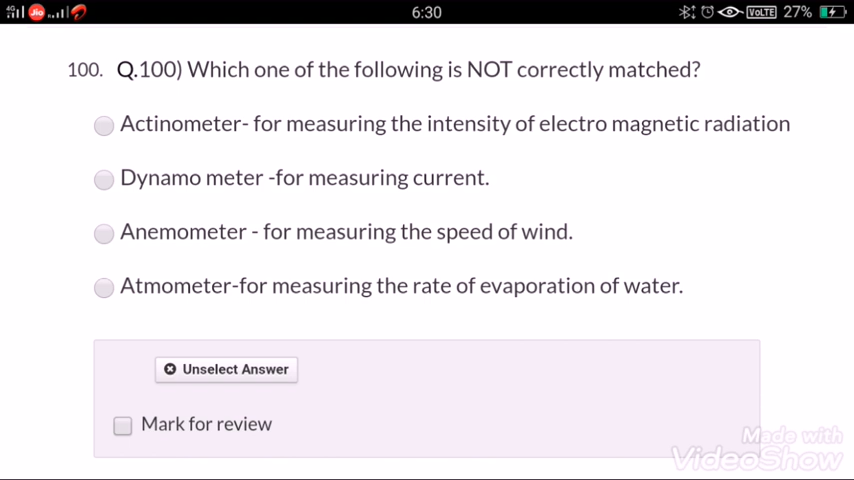 4G Jio 6:30 VoLTE 27%
100. Q.100) Which one of the following is NOT correctly matched?
Actinometer- for measuring the intensity of electro magnetic radiation
Dynamo meter -for measuring current.
Anemometer - for measuring the speed of wind.
Atmometer-for measuring the rate of evaporation of water.
Unselect Answer
Mark for review
Made with
VideoShow